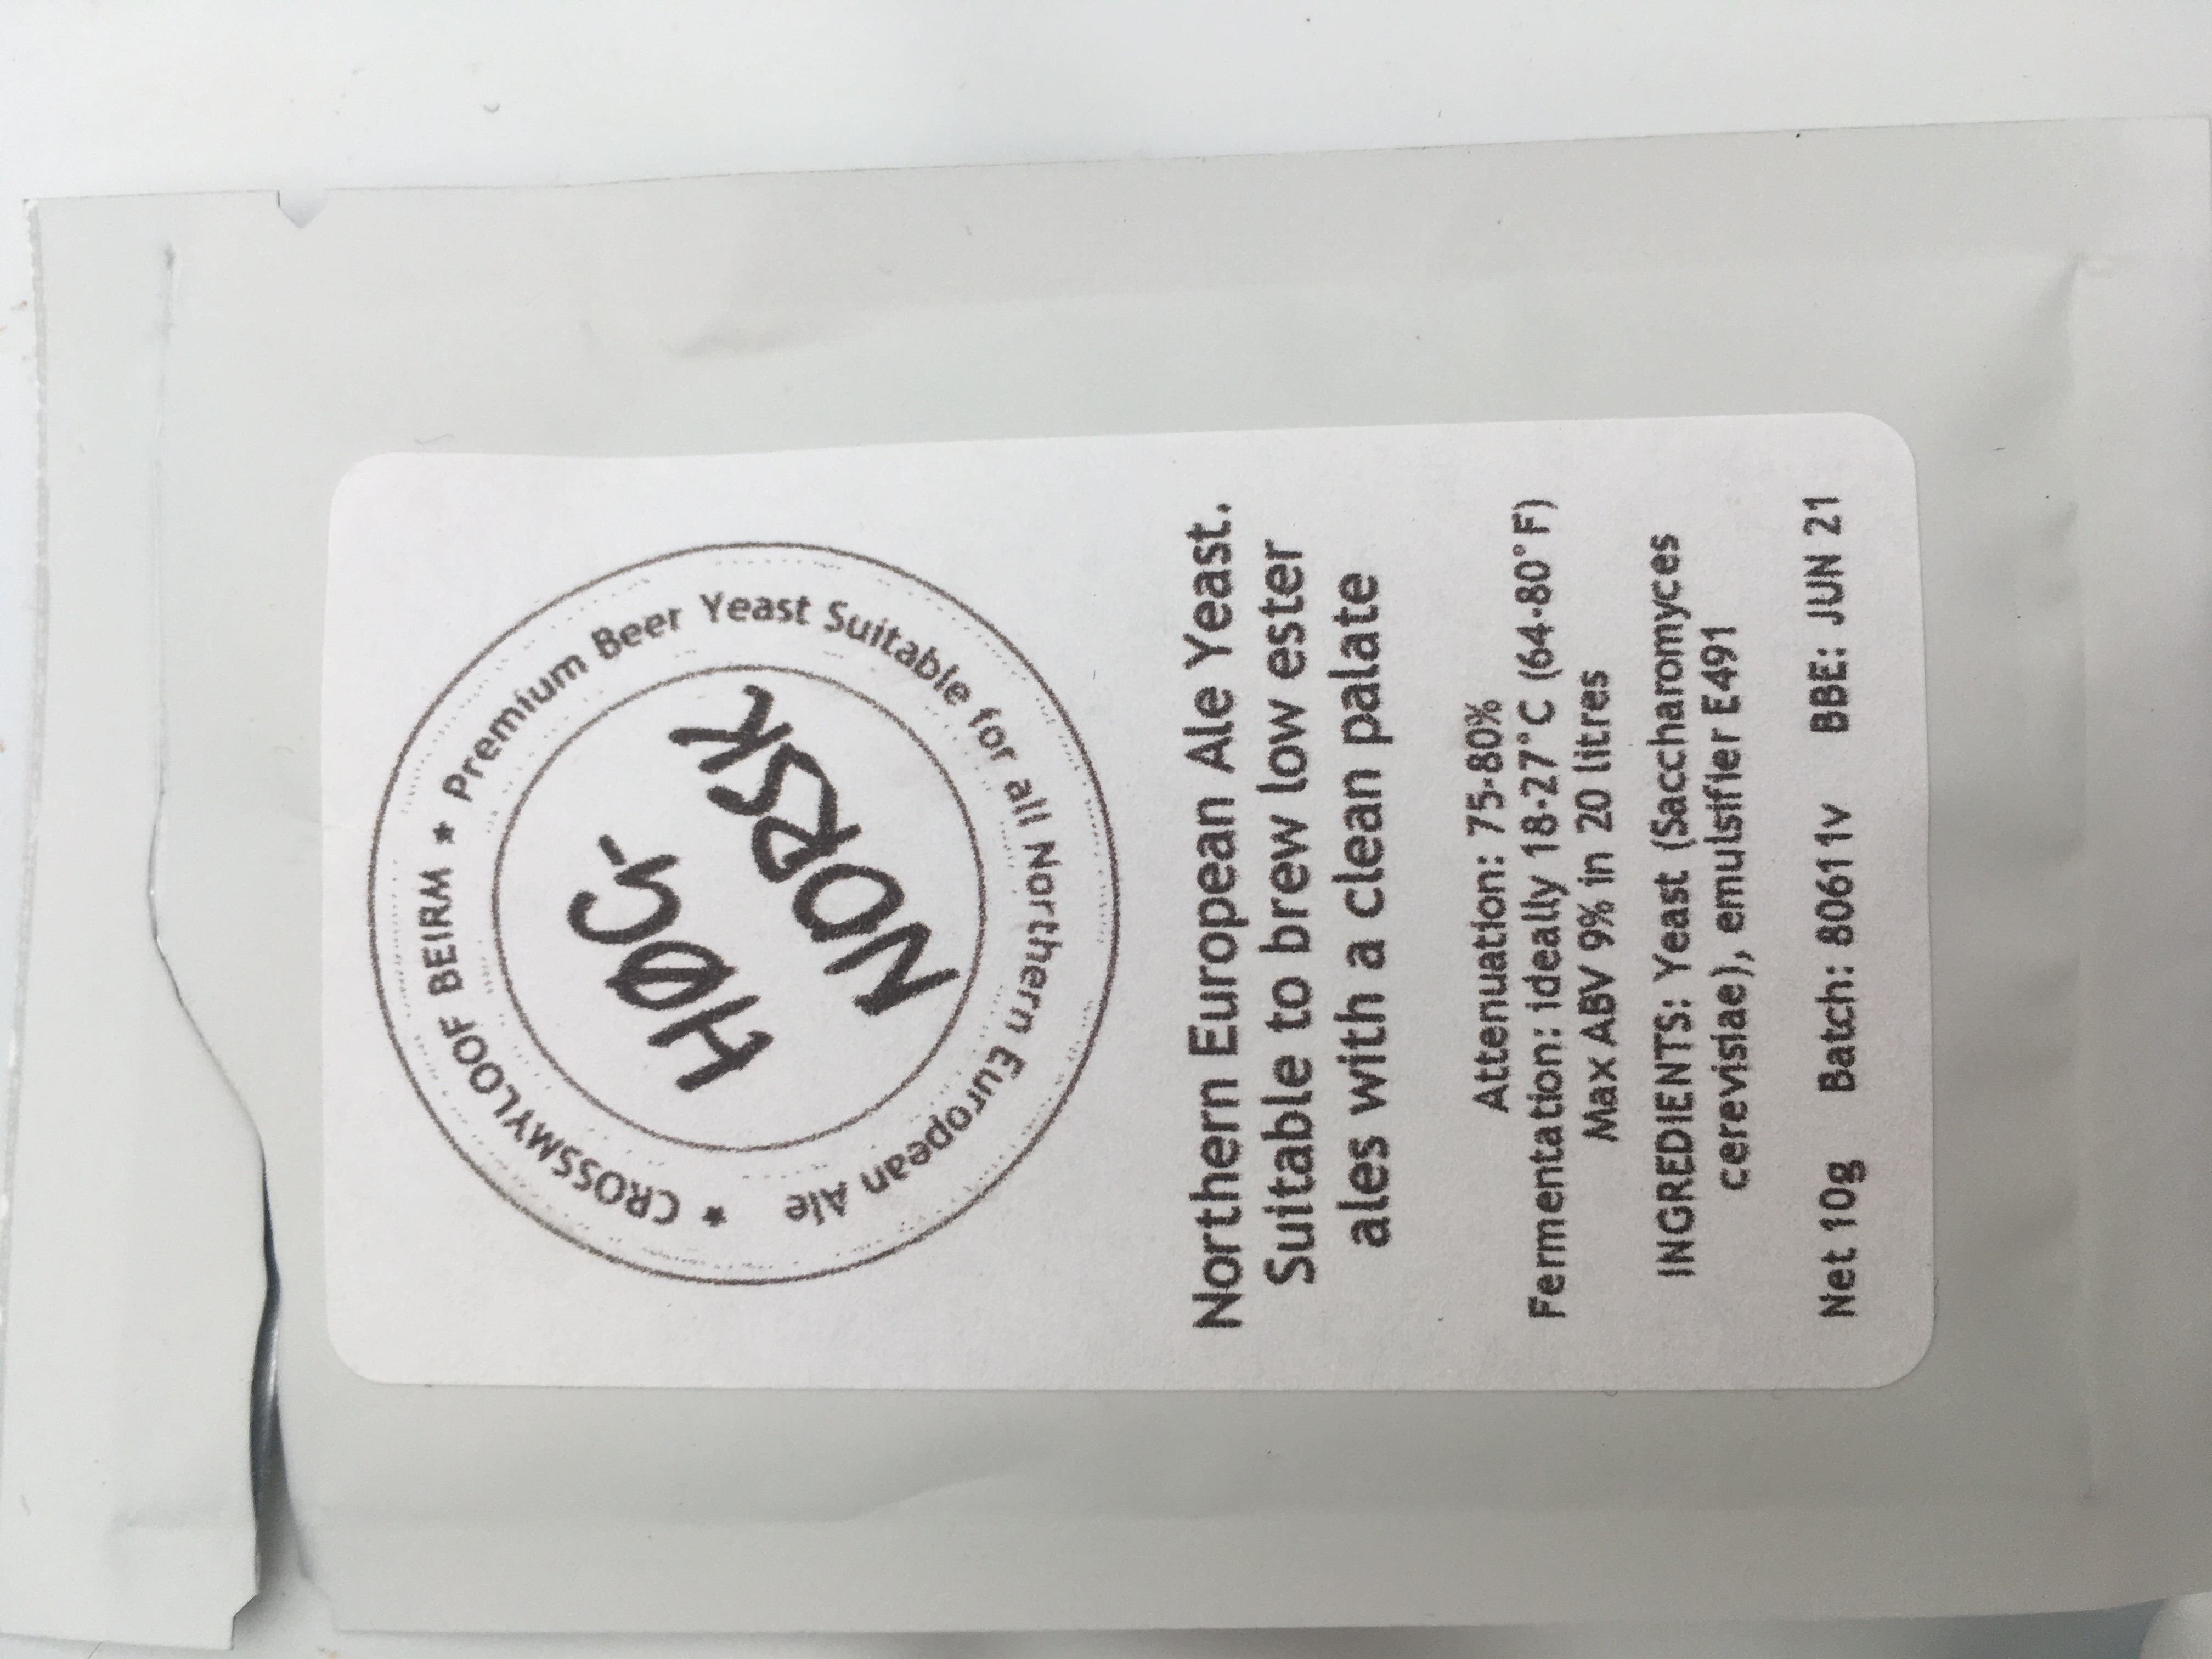 ★ CROSSMYLOOF BEIRM ★ Premium Beer Yeast Suitable for all Northern European Ale
HØG-
NORSK
Northern European Ale Yeast.
Suitable to brew low ester
ales with a clean palate
Attenuation: 75-80%
Fermentation: ideally 18-27°C (64-80°F)
Max ABV 9% in 20 litres
INGREDIENTS: Yeast (Saccharomyces
cerevisiae), emulsifier E491
Net 10g Batch: 80611v BBE: JUN 21